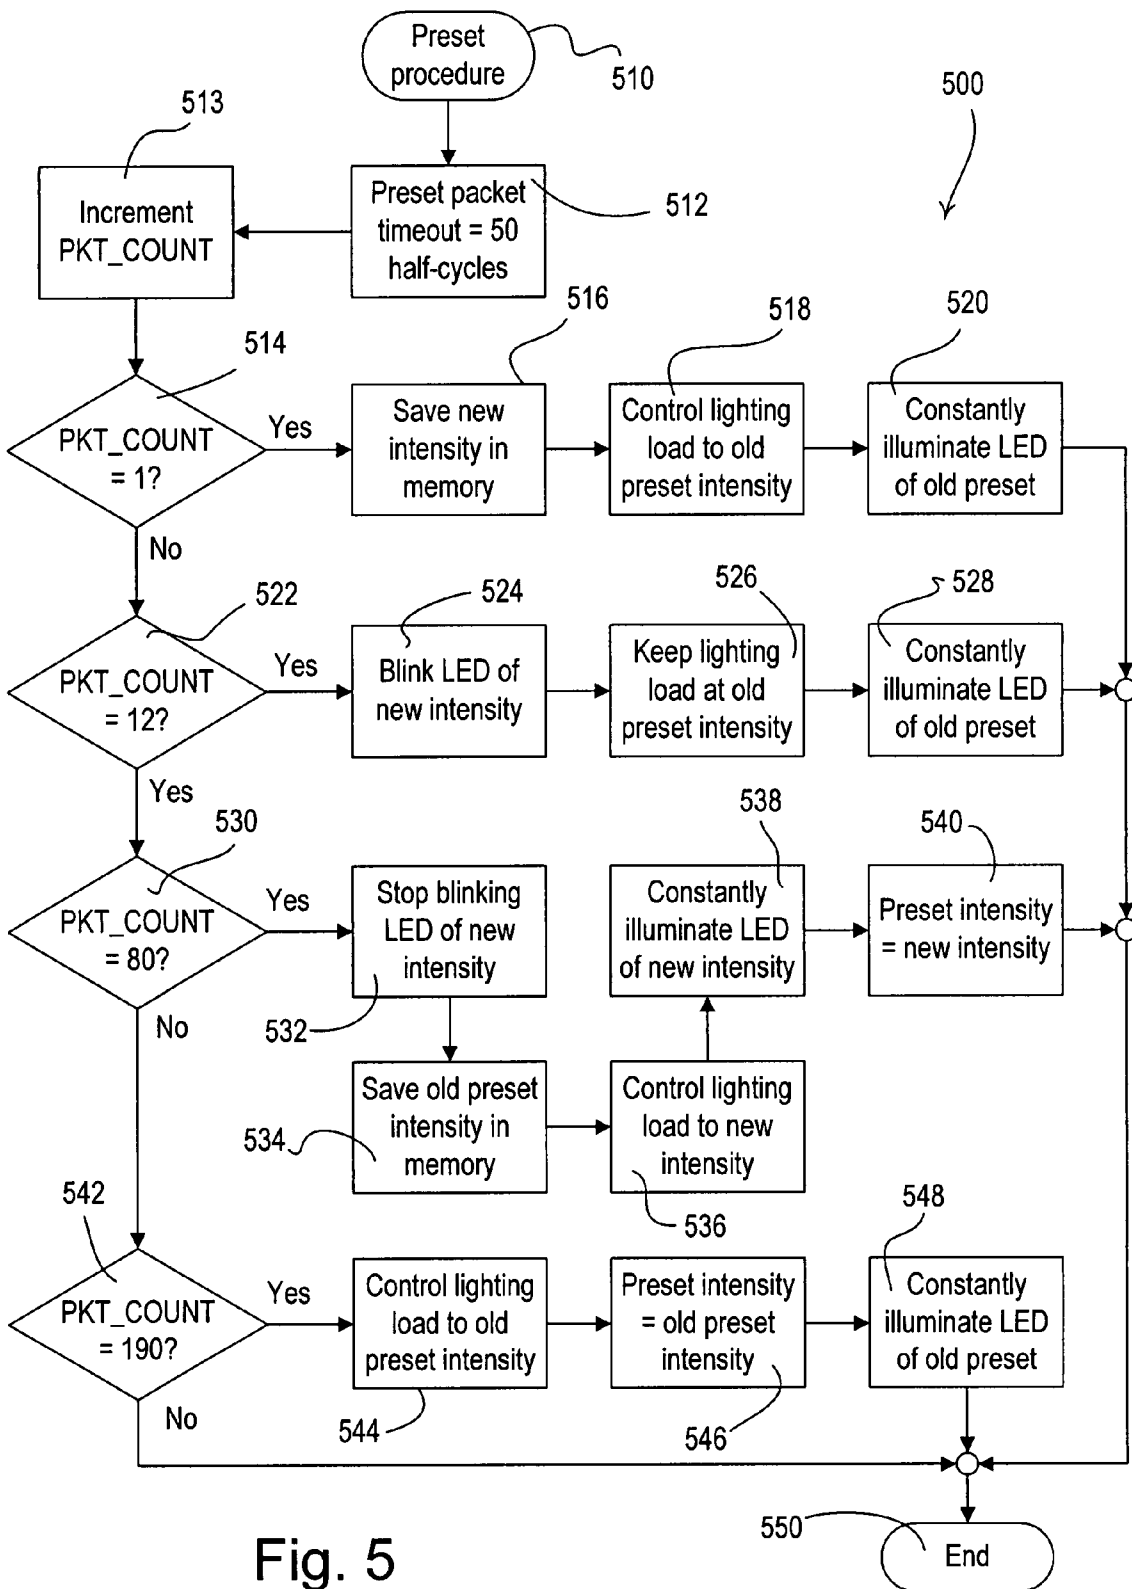 Preset
procedure
510
500
513
Increment
PKT_COUNT
Preset packet
timeout = 50
half-cycles
512
514
PKT_COUNT
= 1?
Yes
No
516
Save new
intensity in
memory
518
Control lighting
load to old
preset intensity
520
Constantly
illuminate LED
of old preset
522
PKT_COUNT
= 12?
Yes
Yes
524
Blink LED of
new intensity
526
Keep lighting
load at old
preset intensity
528
Constantly
illuminate LED
of old preset
530
PKT_COUNT
= 80?
Yes
No
Stop blinking
LED of new
intensity
532
538
Constantly
illuminate LED
of new intensity
540
Preset intensity
= new intensity
Save old preset
intensity in
memory
534
Control lighting
load to new
intensity
536
542
PKT_COUNT
= 190?
Yes
No
Control lighting
load to old
preset intensity
544
Preset intensity
= old preset
intensity
546
548
Constantly
illuminate LED
of old preset
550
End
Fig. 5